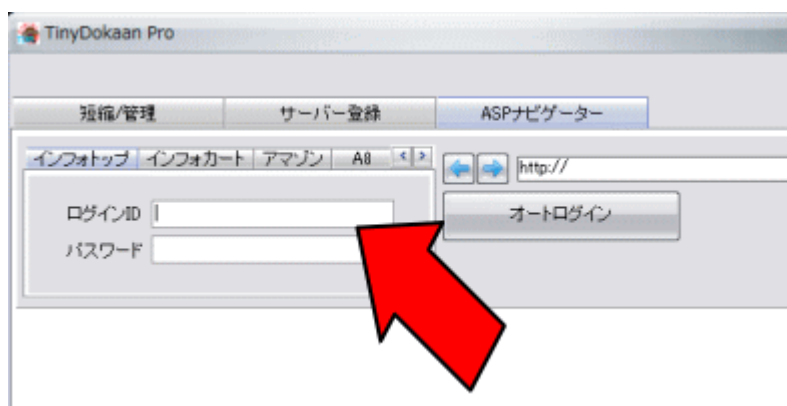 TinyDokaan Pro
短縮/管理 サーバー登録 ASPナビゲーター
インフォトップ インフォカート アマゾン A8
http://
ログインID オートログイン
パスワード